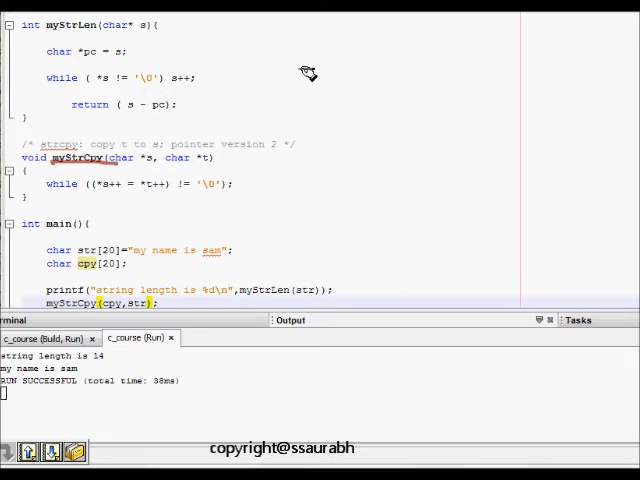 int myStrLen(char* s){
char *pc = s;
while ( *s != '\0') s++;
return ( s - pc);
}
/* strcpy: copy t to s; pointer version 2 */
void myStrCpy(char *s, char *t)
{
while ((*s++ = *t++) != '\0');
}
int main(){
char str[20]="my name is sam";
char cpy[20];
printf("string length is %d\n",myStrLen(str));
myStrCpy(cpy,str);
rminal Output Tasks
c_course (Build, Run) c_course (Run)
string length is 14
my name is sam
RUN SUCCESSFUL (total time: 38ms)
copyright@ssaurabh